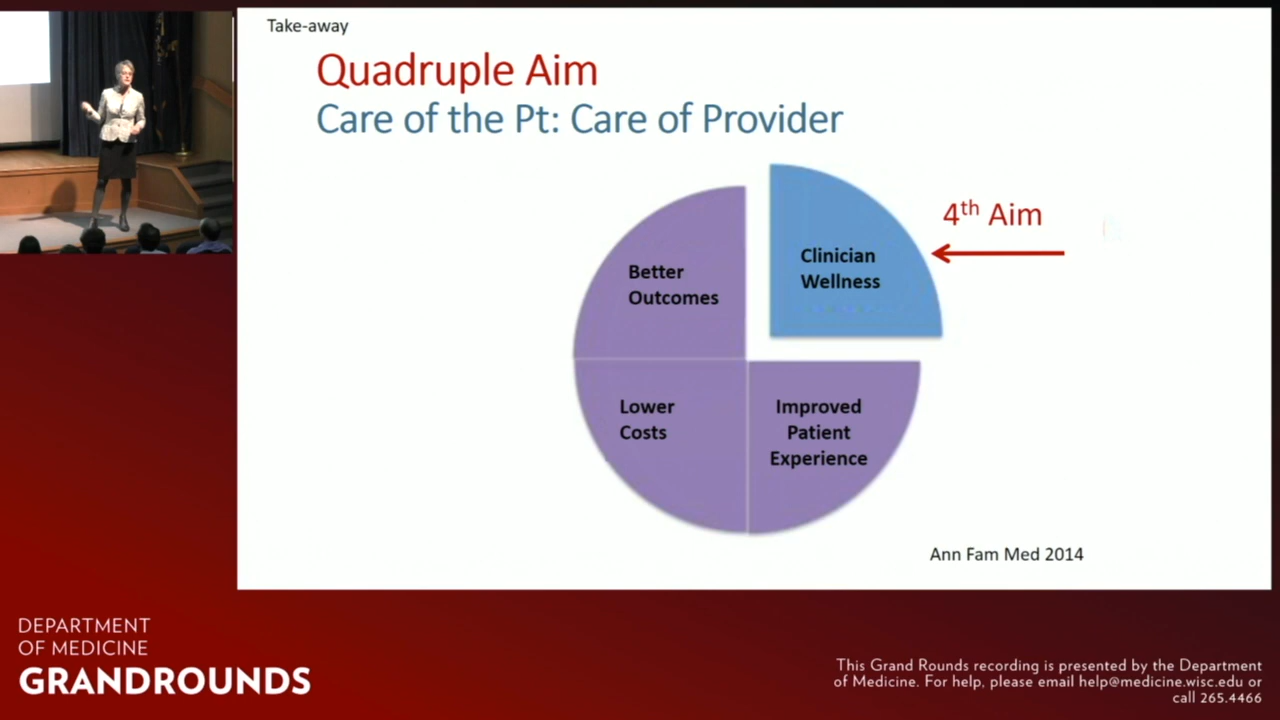 Take-away
Quadruple Aim
Care of the Pt: Care of Provider
Better
Outcomes
Clinician
Wellness
4th Aim
Lower
Costs
Improved
Patient
Experience
Ann Fam Med 2014
DEPARTMENT
OF MEDICINE
GRANDROUNDS
This Grand Rounds recording is presented by the Department
of Medicine. For help, please email help@medicine.wisc.edu or
call 265.4466